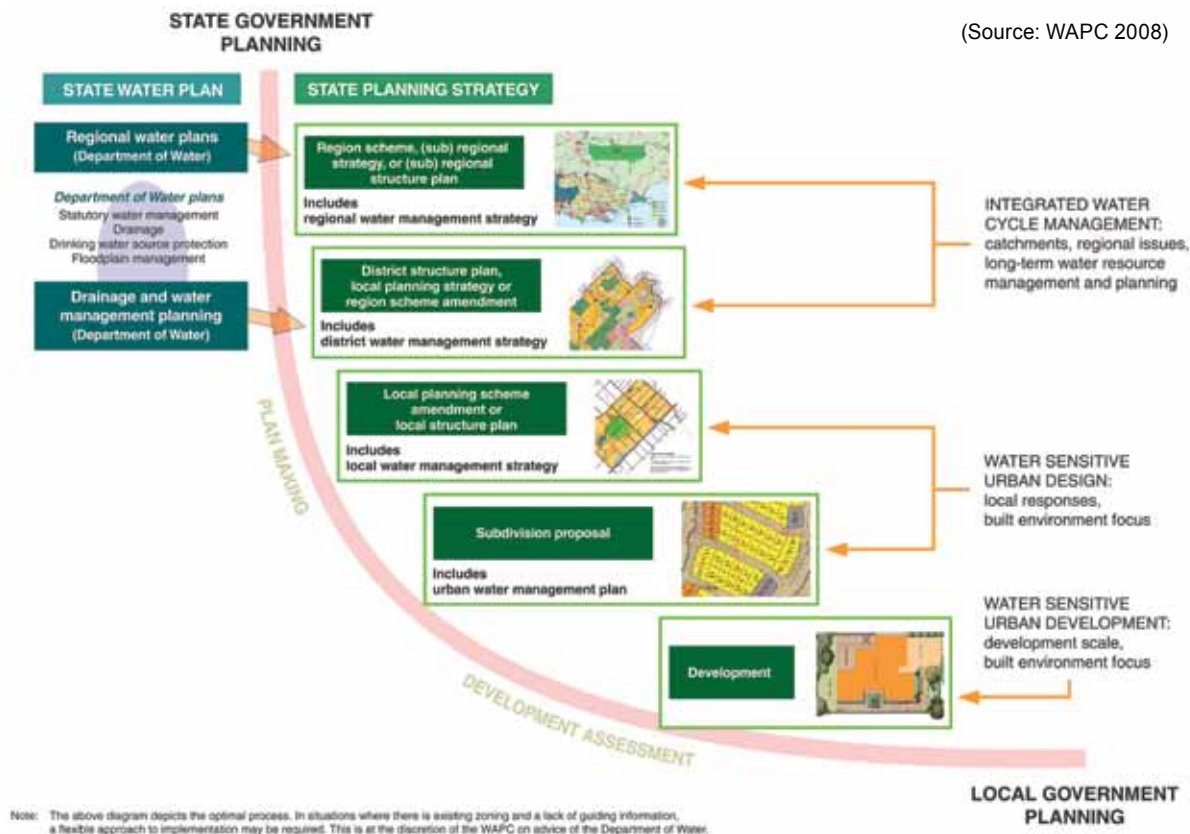 STATE GOVERNMENT
PLANNING
(Source: WAPC 2008)
STATE WATER PLAN
STATE PLANNING STRATEGY
Regional water plans
(Department of Water)
Department of Water plans
Statutory water management
Drainage
Drinking water source protection
Floodplain management
Drainage and water
management planning
(Department of Water)
Region scheme, (sub) regional
strategy, or (sub) regional
structure plan
Includes
regional water management strategy
District structure plan,
local planning strategy or
region scheme amendment
Includes
district water management strategy
INTEGRATED WATER
CYCLE MANAGEMENT:
catchments, regional issues,
long-term water resource
management and planning
PLAN MAKING
Local planning scheme
amendment or
local structure plan
Includes
local water management strategy
Subdivision proposal
Includes
urban water management plan
WATER SENSITIVE
URBAN DESIGN:
local responses,
built environment focus
DEVELOPMENT ASSESSMENT
Development
WATER SENSITIVE
URBAN DEVELOPMENT:
development scale,
built environment focus
LOCAL GOVERNMENT
PLANNING
Note: The above diagram depicts the optimal process. In situations where there is existing zoning and a lack of guiding information,
a flexible approach to implementation may be required. This is at the discretion of the WAPC on advice of the Department of Water.